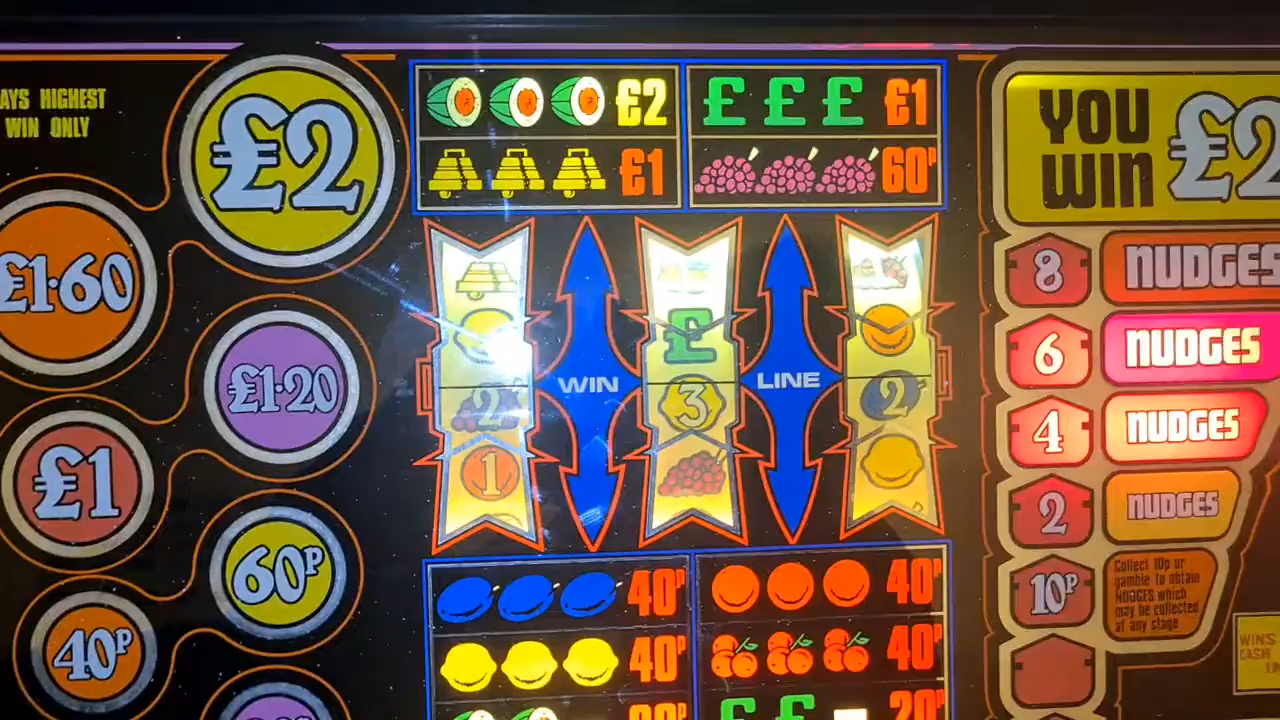 AYS HIGHEST
WIN ONLY
£2
£1·60
£1·20
£1
60P
40P
£2
£1
£ £ £ £1
60P
£
2
3
2
1
WIN
LINE
40P
40P
40P
40P
£ £
20P
YOU
WIN
£2
8 NUDGES
6 NUDGES
4 NUDGES
2 NUDGES
10P
Collect 10p or
gamble to obtain
NUDGES which
may be collected
at any stage
WINS
CASH